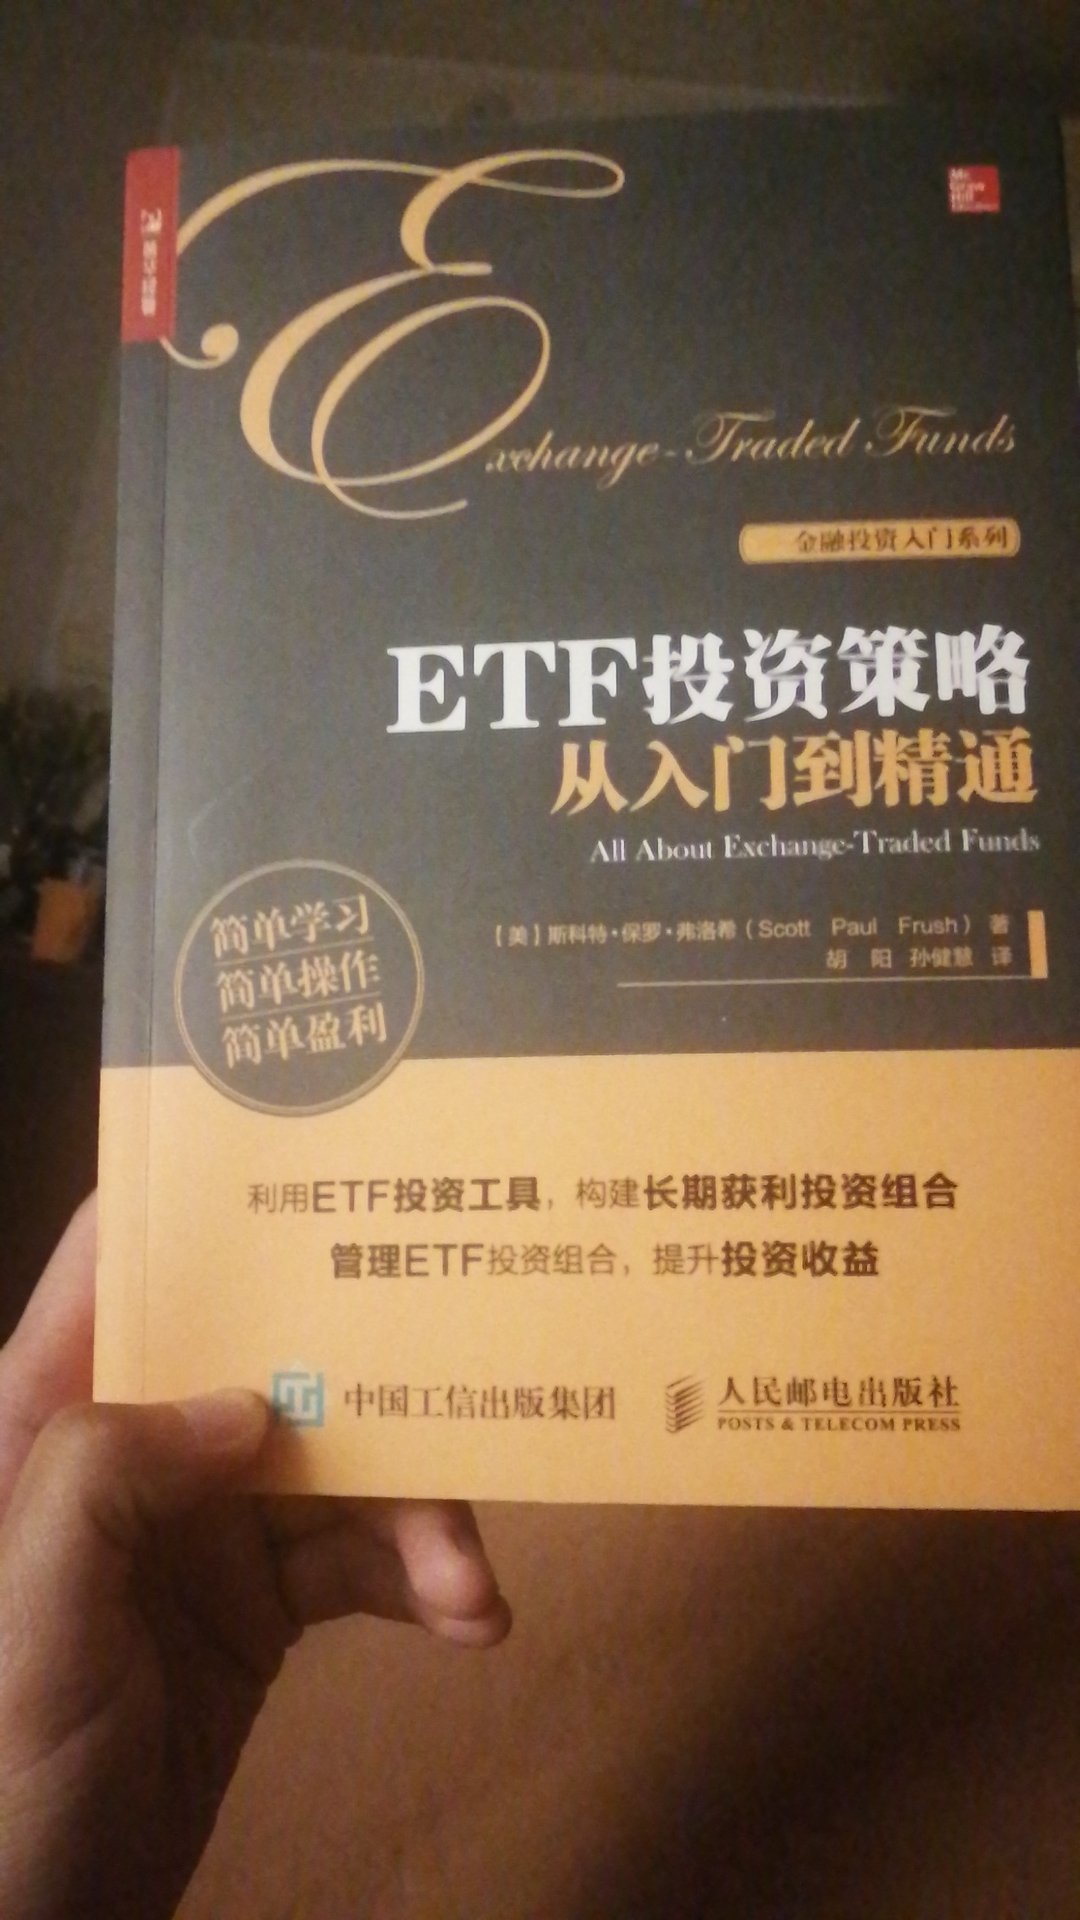 Mc
Graw
Hill
Exchange-Traded Funds
金融投资入门系列
ETF投资策略
从入门到精通
All About Exchange-Traded Funds
【美】斯科特·保罗·弗洛希（Scott Paul Frush） 著
胡 阳 孙健慧 译
简单学习
简单操作
简单盈利
利用ETF投资工具，构建长期获利投资组合
管理ETF投资组合，提升投资收益
中国工信出版集团
人民邮电出版社
POSTS & TELECOM PRESS